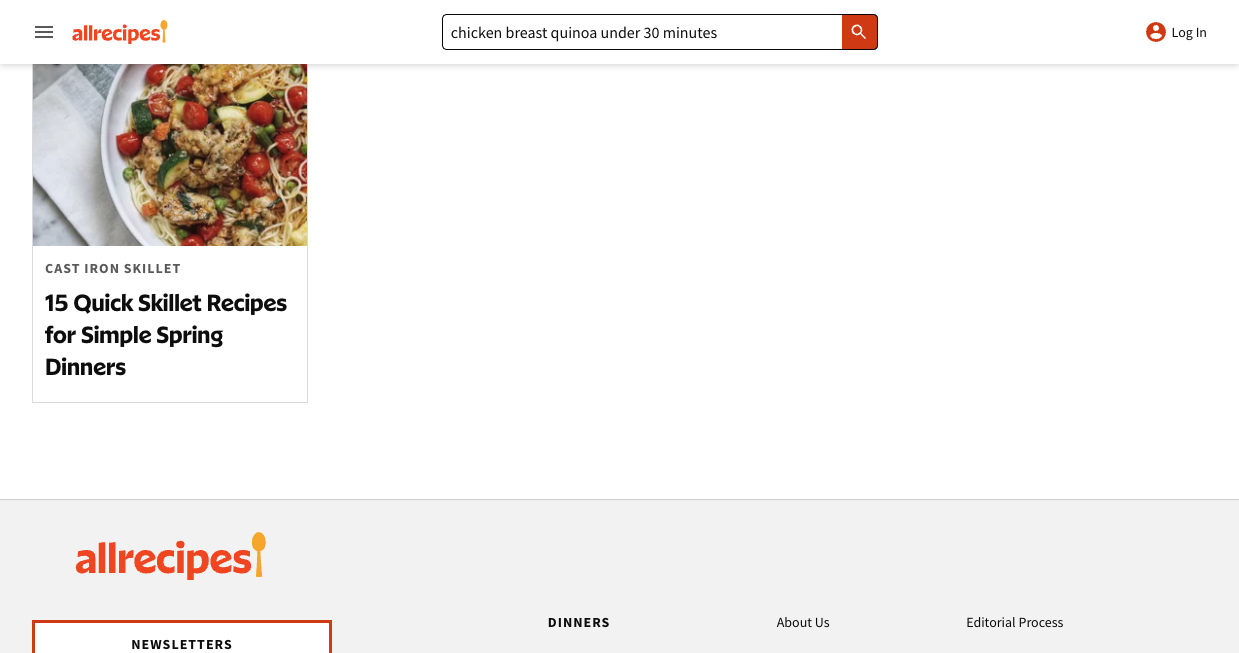 allrecipes
chicken breast quinoa under 30 minutes
Log In
CAST IRON SKILLET
15 Quick Skillet Recipes
for Simple Spring
Dinners
allrecipes
NEWSLETTERS
DINNERS
About Us
Editorial Process